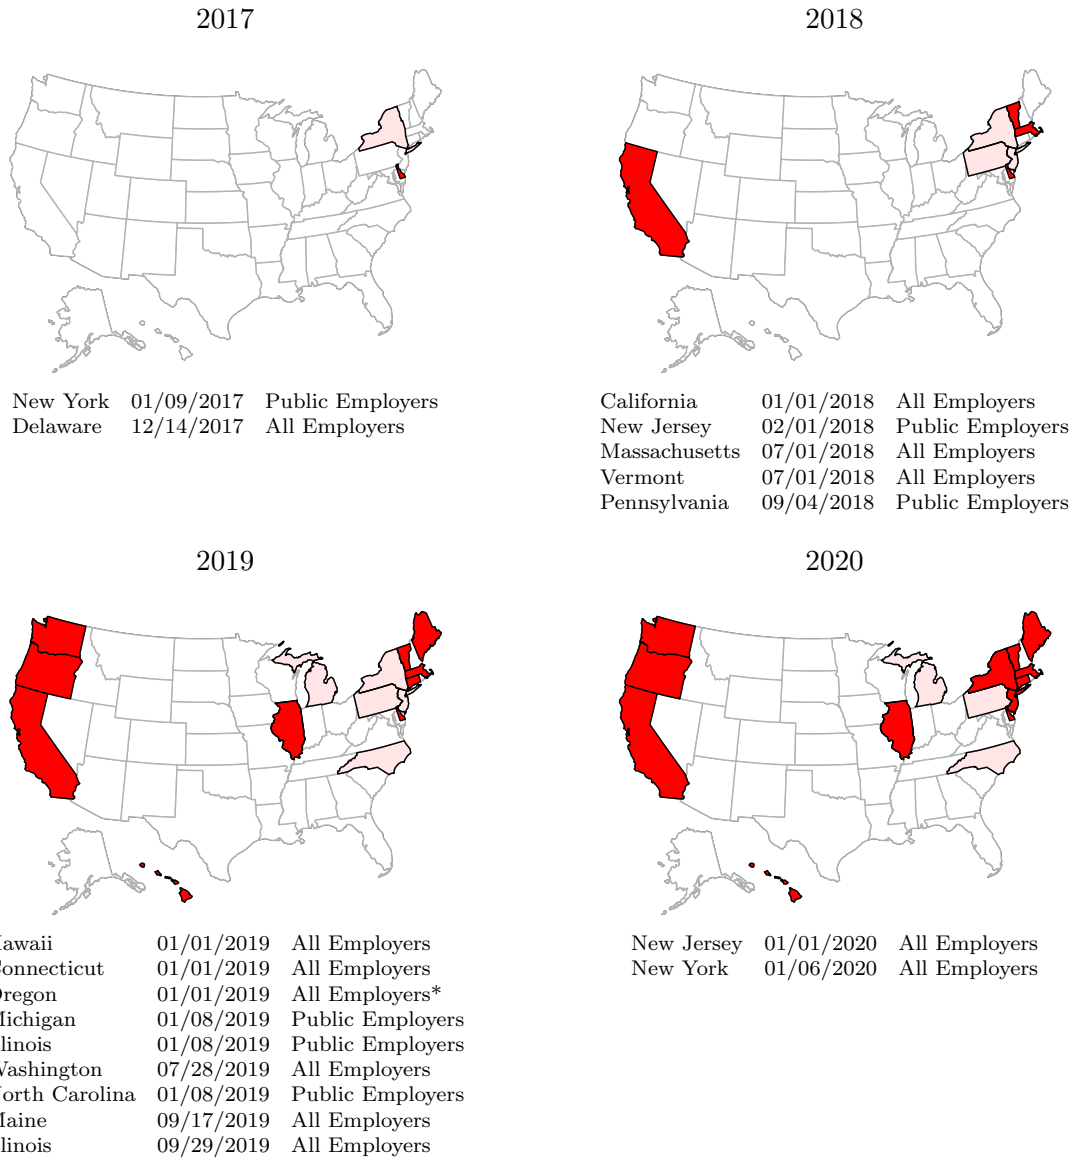 2017
New York 01/09/2017 Public Employers
Delaware 12/14/2017 All Employers
2018
California 01/01/2018 All Employers
New Jersey 02/01/2018 Public Employers
Massachusetts 07/01/2018 All Employers
Vermont 07/01/2018 All Employers
Pennsylvania 09/04/2018 Public Employers
2019
awaii 01/01/2019 All Employers
onnecticut 01/01/2019 All Employers
regon 01/01/2019 All Employers*
ichigan 01/08/2019 Public Employers
linois 01/08/2019 Public Employers
ashington 07/28/2019 All Employers
orth Carolina 01/08/2019 Public Employers
aine 09/17/2019 All Employers
linois 09/29/2019 All Employers
2020
New Jersey 01/01/2020 All Employers
New York 01/06/2020 All Employers